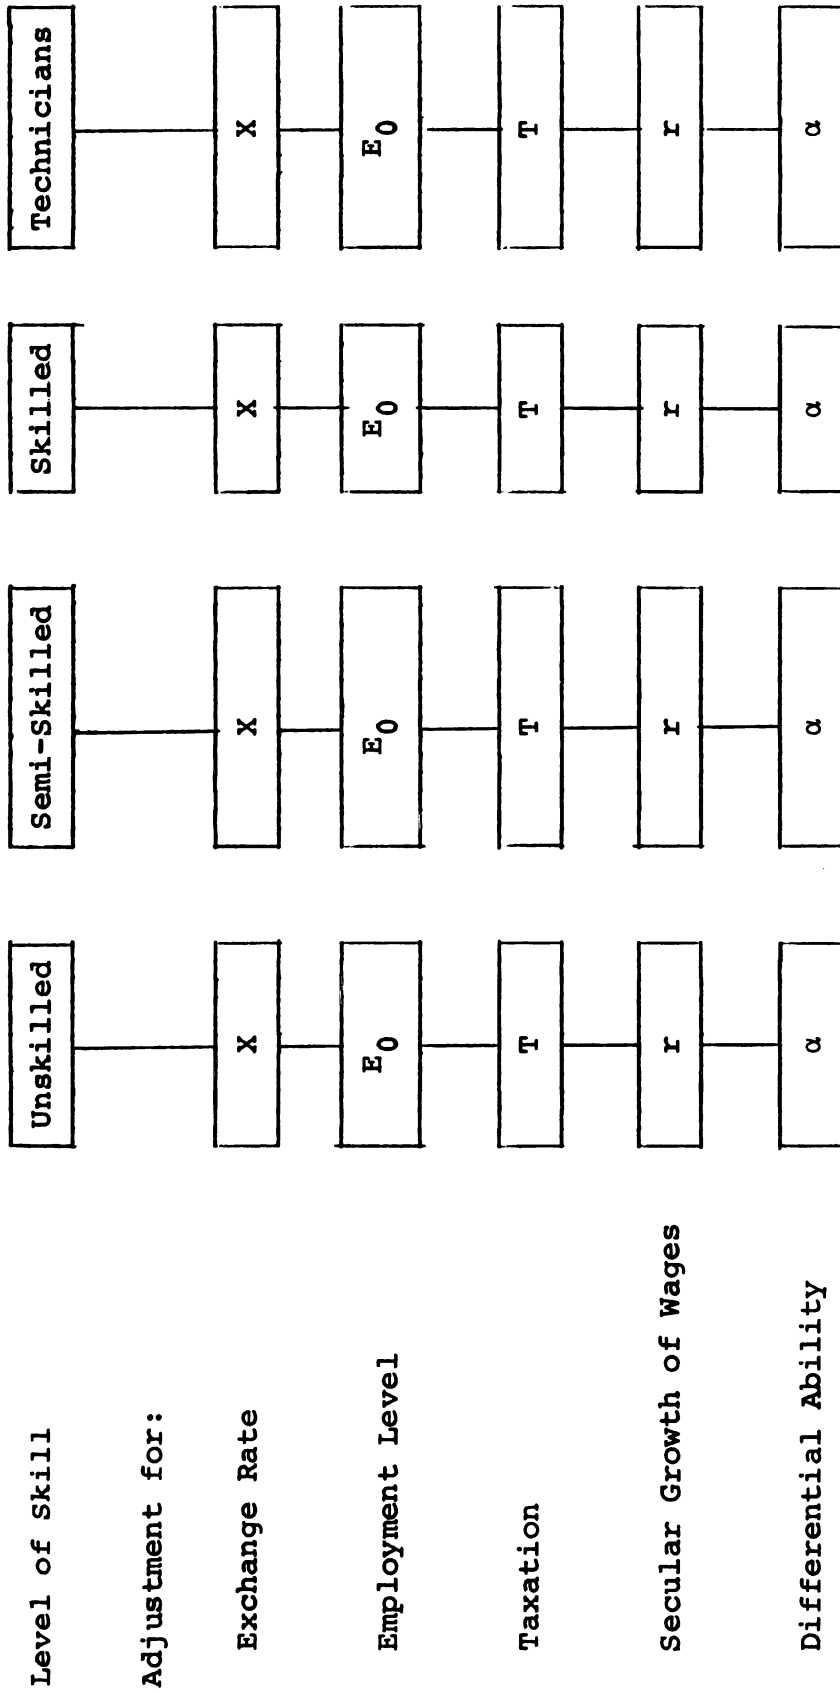 Level of Skill Unskilled Semi-Skilled Skilled Technicians
Adjustment for:
Exchange Rate X X X X
Employment Level E0 E0 E0 E0
Taxation T T T T
Secular Growth of Wages r r r r
Differential Ability α α α α